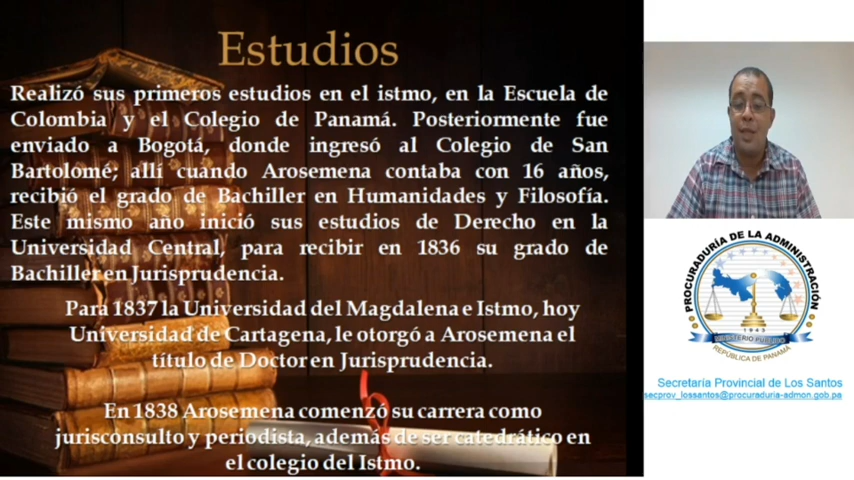 Estudios
Realizó sus primeros estudios en el istmo, en la Escuela de
Colombia y el Colegio de Panamá. Posteriormente fue
enviado a Bogotá, donde ingresó al Colegio de San
Bartolomé; allí cuando Arosemena contaba con 16 años,
recibió el grado de Bachiller en Humanidades y Filosofía.
Este mismo año inició sus estudios de Derecho en la
Universidad Central, para recibir en 1836 su grado de
Bachiller en Jurisprudencia.
Para 1837 la Universidad del Magdalena e Istmo, hoy
Universidad de Cartagena, le otorgó a Arosemena el
título de Doctor en Jurisprudencia.
En 1838 Arosemena comenzó su carrera como
jurisconsulto y periodista, además de ser catedrático en
el colegio del Istmo.
PROCURADURÍA DE LA ADMINISTRACIÓN
1943
MINISTERIO PÚBLICO
REPÚBLICA DE PANAMÁ
Secretaría Provincial de Los Santos
secprov_lossantos@procuraduria-admon.gob.pa